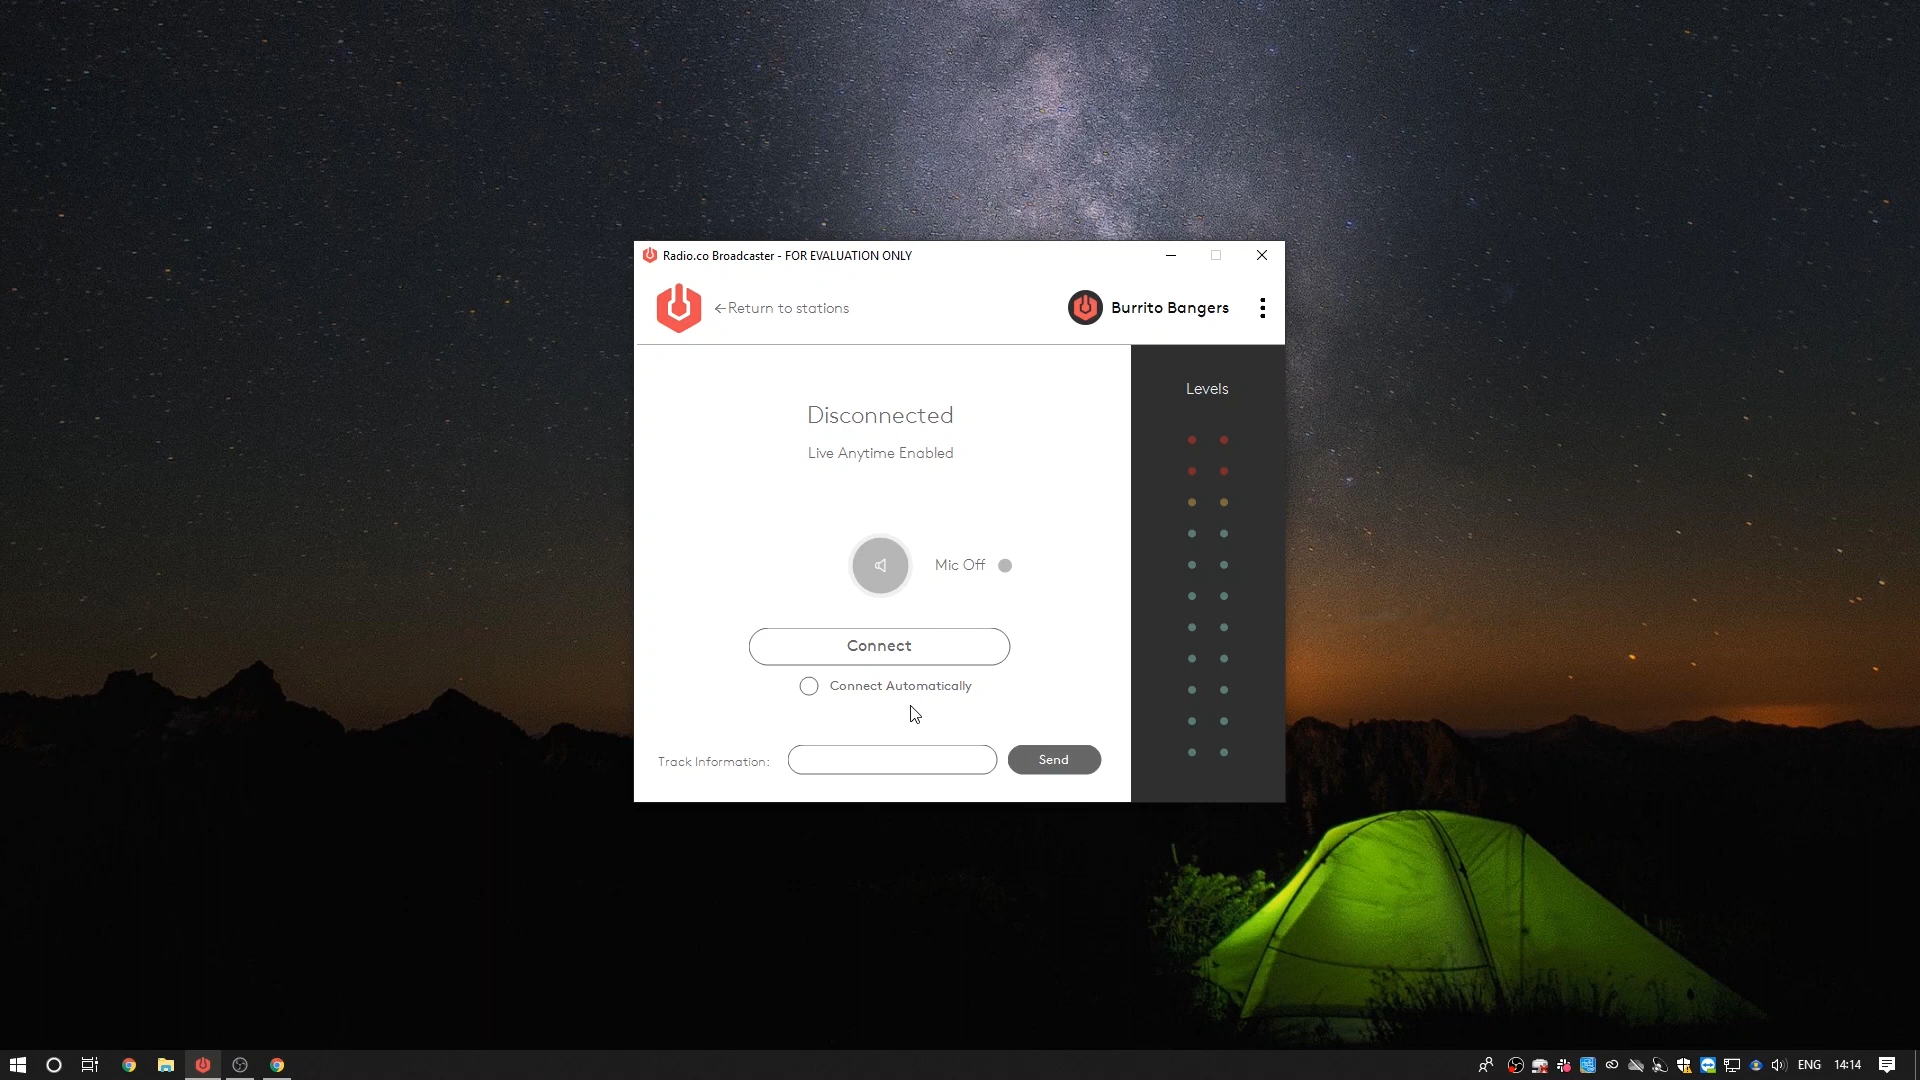 Radio.co Broadcaster - FOR EVALUATION ONLY
←Return to stations
Burrito Bangers
Levels
Disconnected
Live Anytime Enabled
Mic Off
Connect
Connect Automatically
Track Information:
Send
ENG
14:14